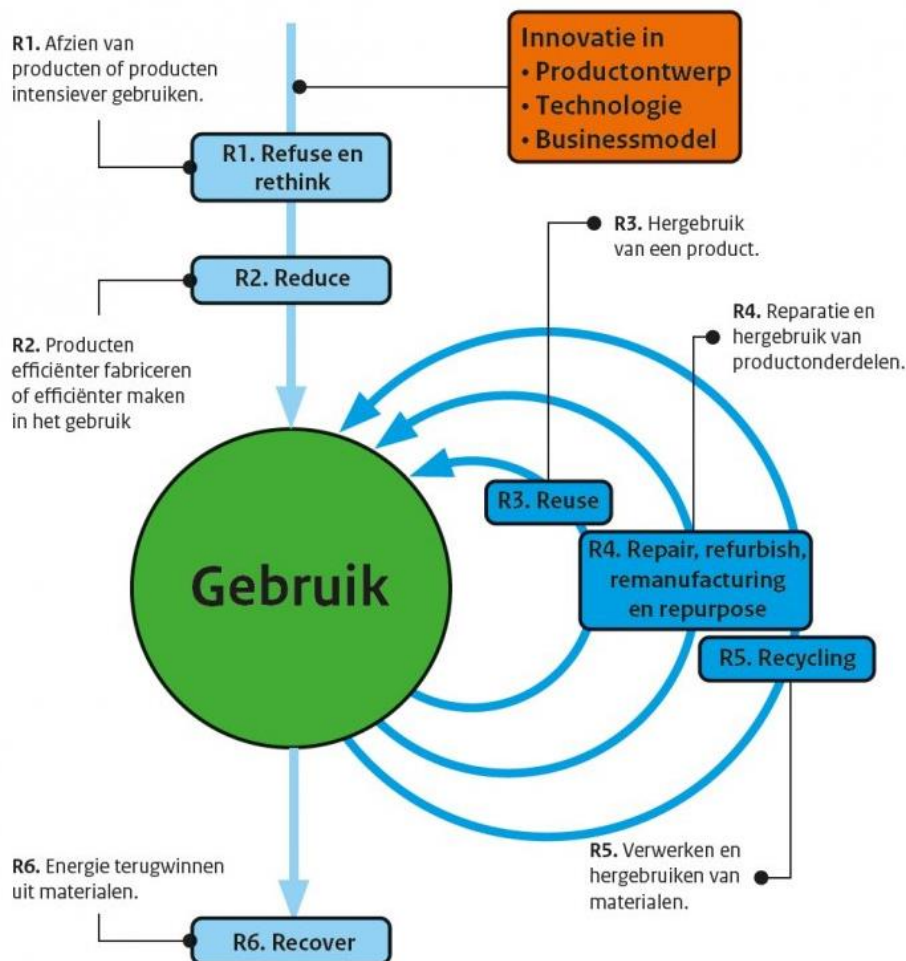 R1. Afzien van
producten of producten
intensiever gebruiken.
Innovatie in
• Productontwerp
• Technologie
• Businessmodel
R1. Refuse en
rethink
R3. Hergebruik
van een product.
R2. Reduce
R4. Reparatie en
hergebruik van
productonderdelen.
R2. Producten
efficiënter fabriceren
of efficiënter maken
in het gebruik
R3. Reuse
R4. Repair, refurbish,
remanufacturing
en repurpose
Gebruik
R5. Recycling
R5. Verwerken en
hergebruiken van
materialen.
R6. Energie terugwinnen
uit materialen.
R6. Recover